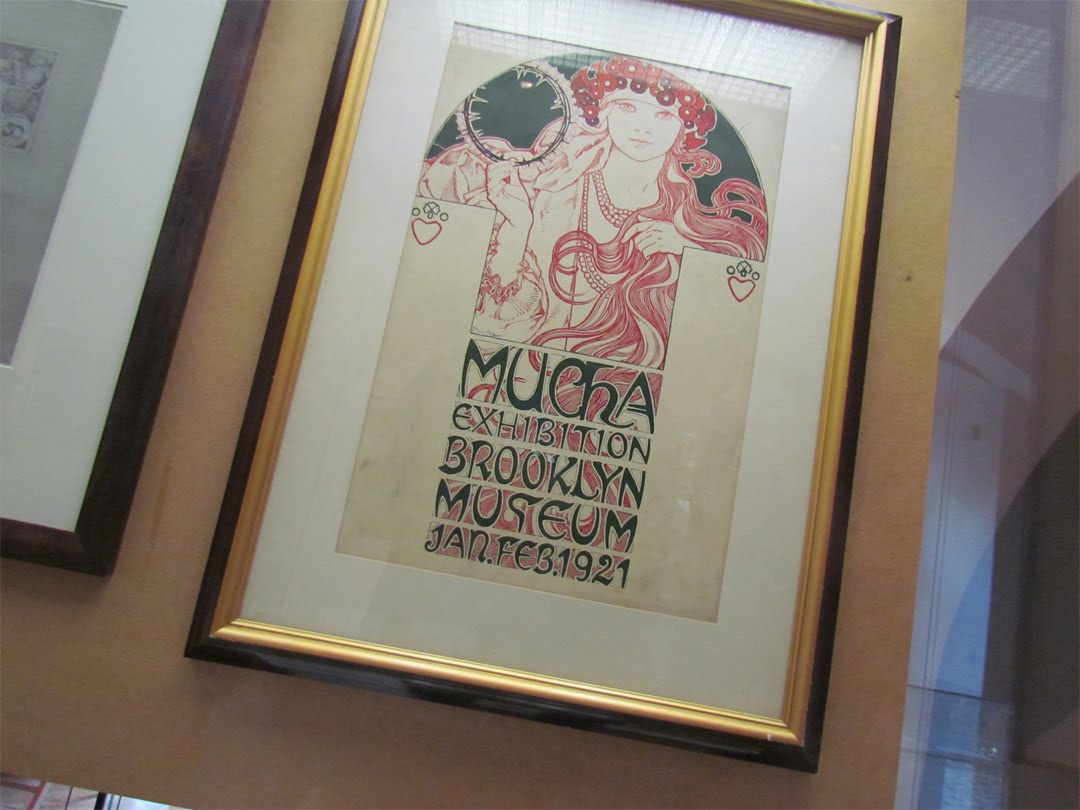 MUCHA
EXHIBITION
BROOKLYN
MUSEUM
JAN. FEB. 1921